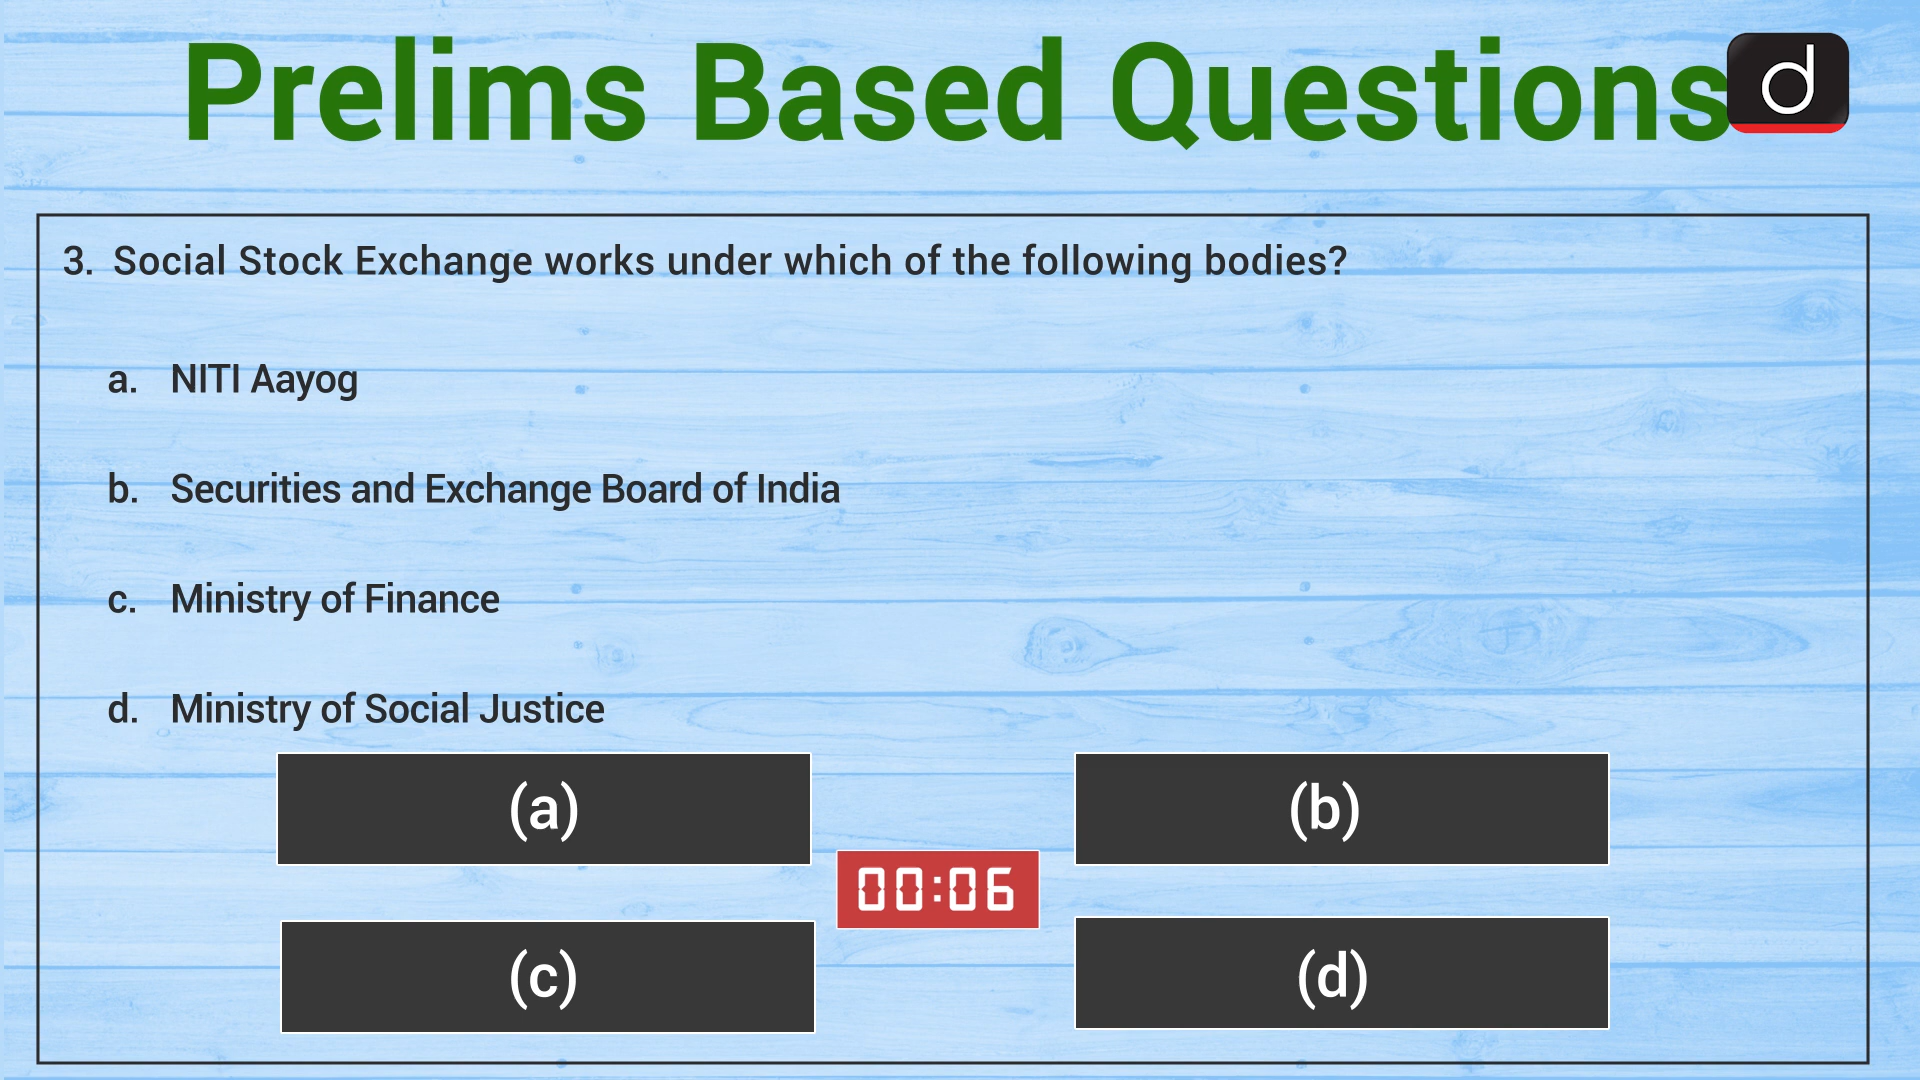 Prelims Based Questions
d
3. Social Stock Exchange works under which of the following bodies?
a. NITI Aayog
b. Securities and Exchange Board of India
c. Ministry of Finance
d. Ministry of Social Justice
(a)
(b)
00:06
(c)
(d)